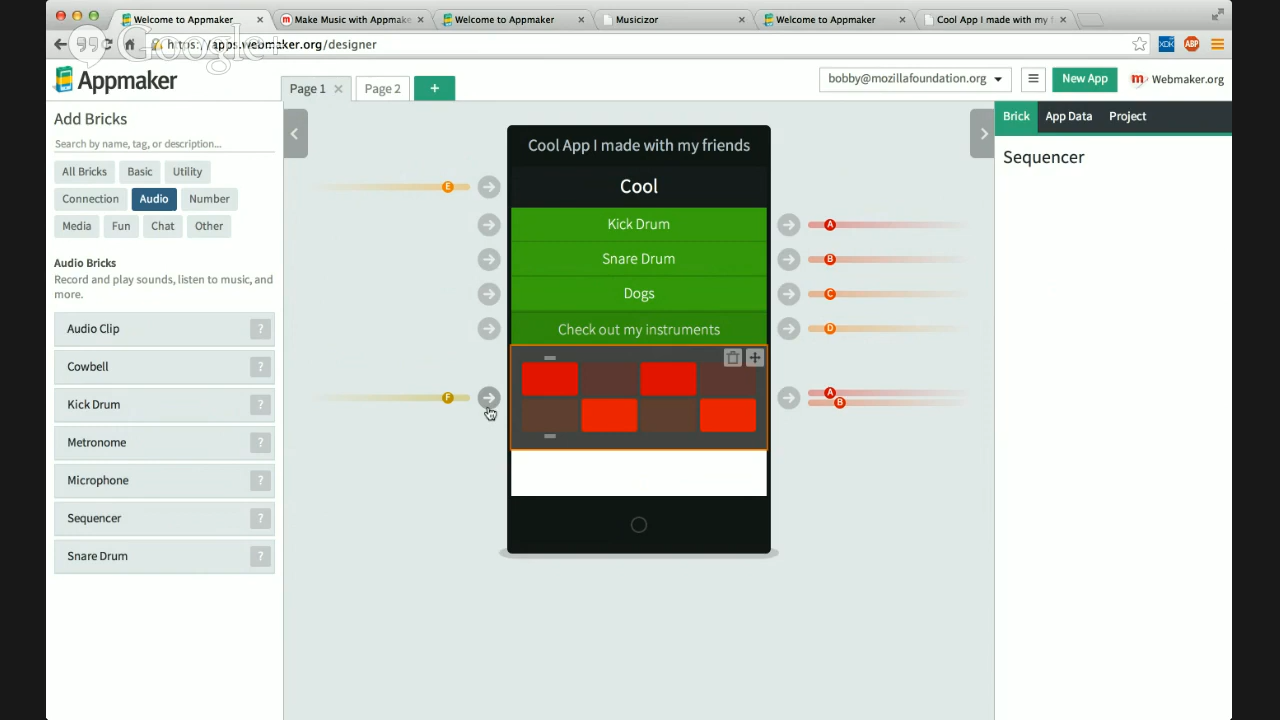 Welcome to Appmaker
Make Music with Appmake
Welcome to Appmaker
Musicizor
Welcome to Appmaker
Cool App I made with my f
Google+
https://apps.webmaker.org/designer
XDK
ABP
Appmaker
Page 1
Page 2
+
bobby@mozillafoundation.org
New App
Webmaker.org
Add Bricks
Search by name, tag, or description...
All Bricks
Basic
Utility
Connection
Audio
Number
Media
Fun
Chat
Other
Audio Bricks
Record and play sounds, listen to music, and
more.
Audio Clip ?
Cowbell ?
Kick Drum ?
Metronome ?
Microphone ?
Sequencer ?
Snare Drum ?
Cool App I made with my friends
E
Cool
Kick Drum
A
Snare Drum
B
Dogs
C
Check out my instruments
D
F
A
B
Brick
App Data
Project
Sequencer